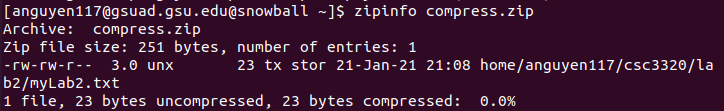 [anguyen117@gsuad.gsu.edu@snowball ~]$ zipinfo compress.zip
Archive:  compress.zip
Zip file size: 251 bytes, number of entries: 1
-rw-rw-r--  3.0 unx       23 tx stor 21-Jan-21 21:08 home/anguyen117/csc3320/la
b2/myLab2.txt
1 file, 23 bytes uncompressed, 23 bytes compressed:  0.0%